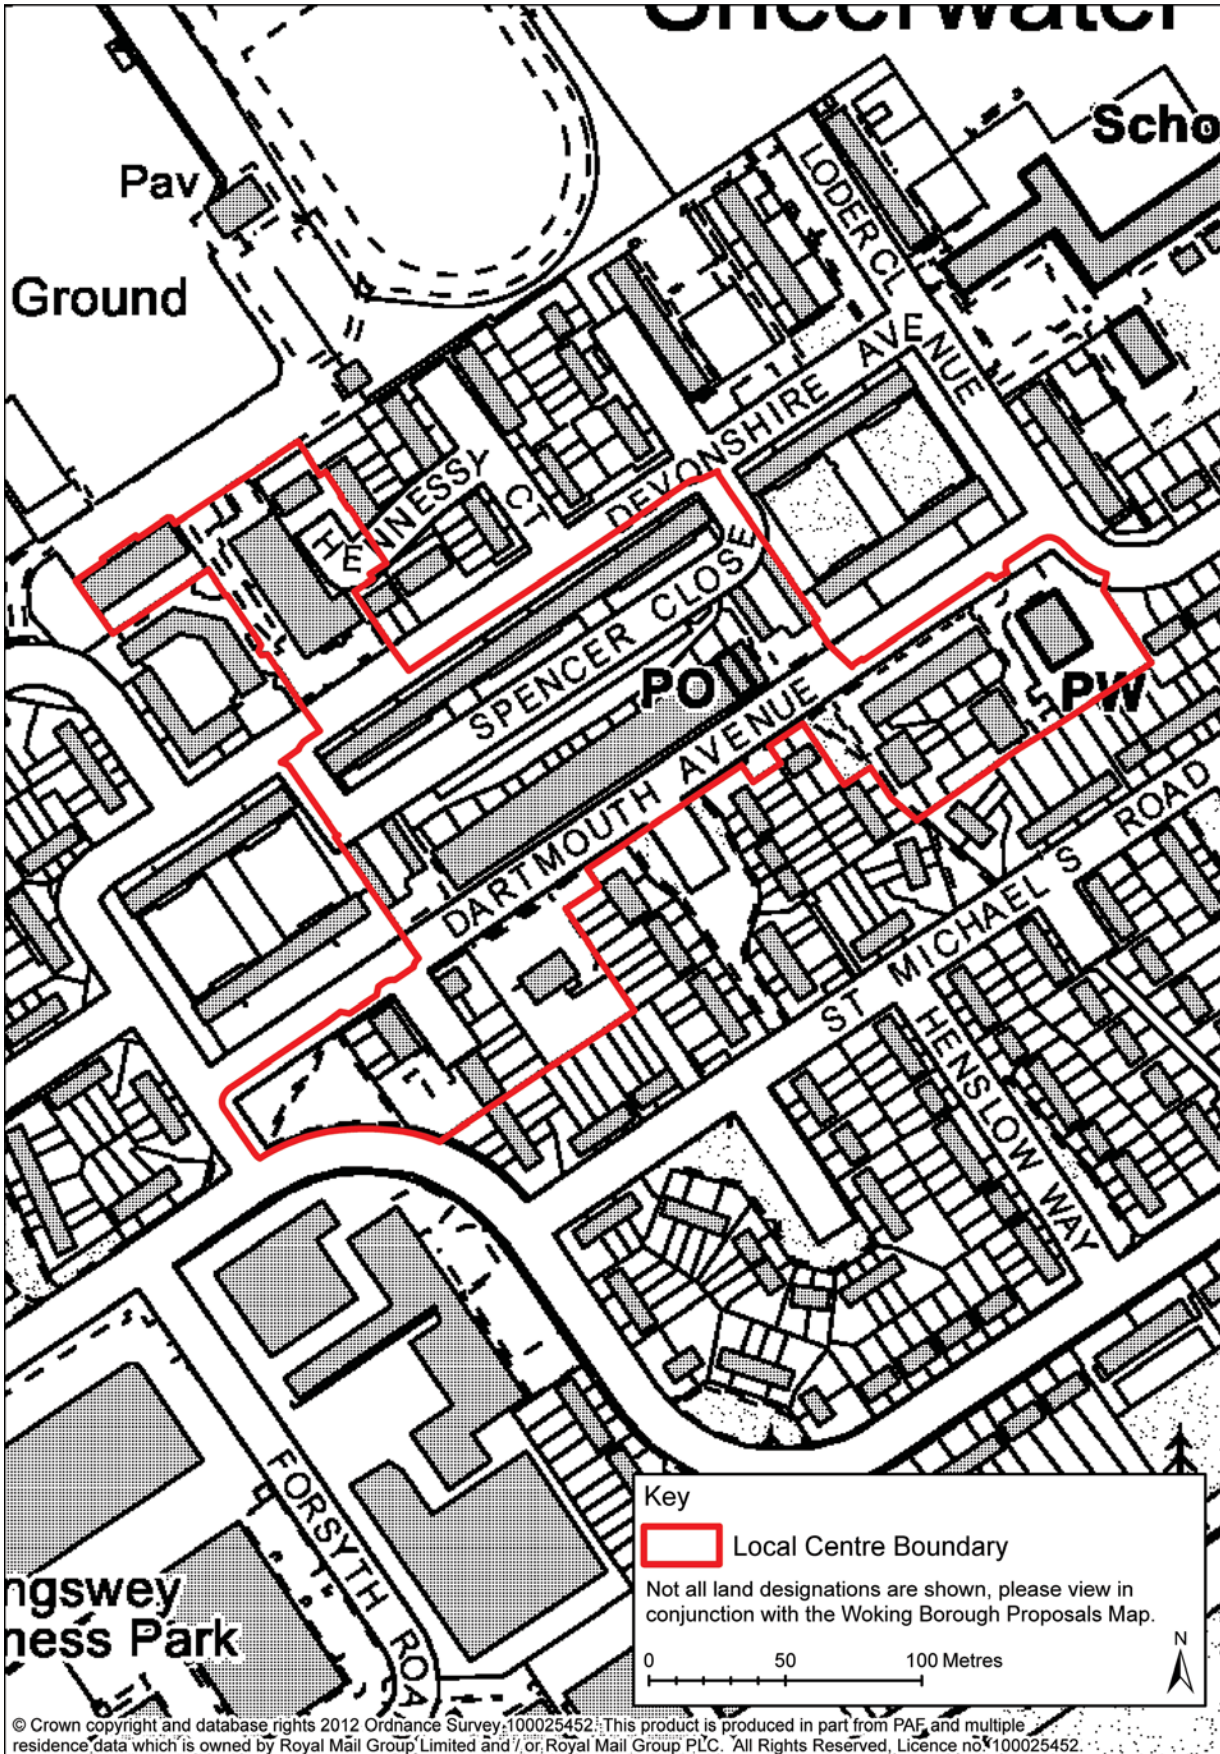 Sheerwater
Scho
Pav
LODER CL
Ground
DEVONSHIRE AVENUE
HENNESSY CT
SPENCER CLOSE
PO
PW
DARTMOUTH AVENUE
ST MICHAEL'S ROAD
HENSLOW WAY
FORSYTH ROA
ngswey
ness Park
Key
Local Centre Boundary
Not all land designations are shown, please view in
conjunction with the Woking Borough Proposals Map.
N
0 50 100 Metres
© Crown copyright and database rights 2012 Ordnance Survey 100025452. This product is produced in part from PAF and multiple
residence data which is owned by Royal Mail Group Limited and / or Royal Mail Group PLC. All Rights Reserved, Licence no. 100025452.